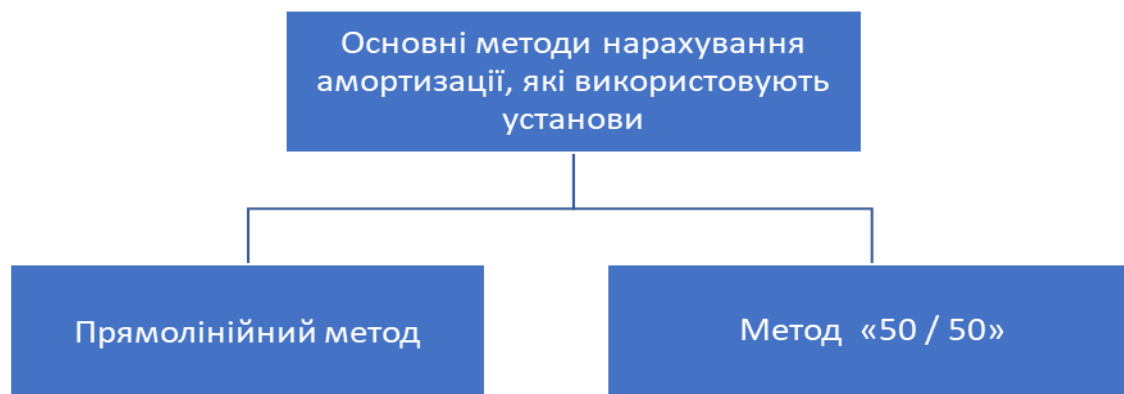 Основні методи нарахування
амортизації, які використовують
установи
Прямолінійний метод
Метод «50 / 50»